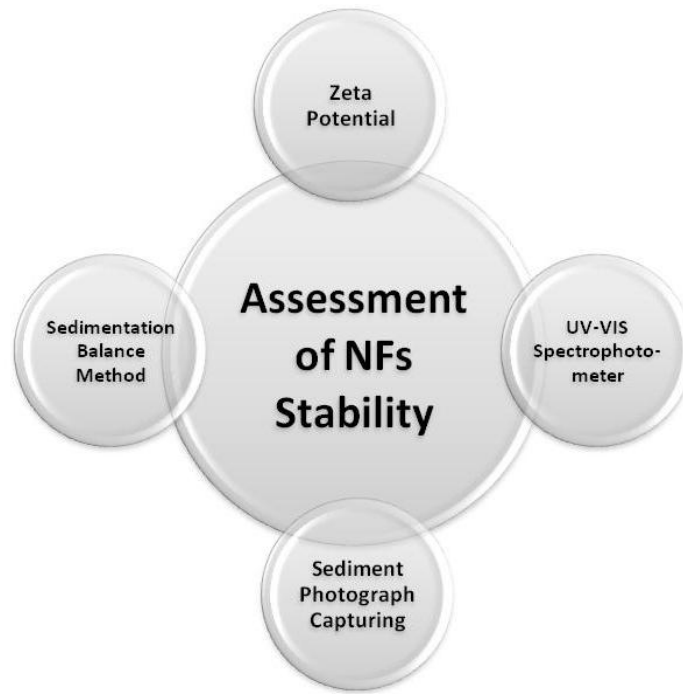 Zeta
Potential
Assessment
of NFs
Stability
Sedimentation
Balance
Method
UV-VIS
Spectrophoto-
meter
Sediment
Photograph
Capturing